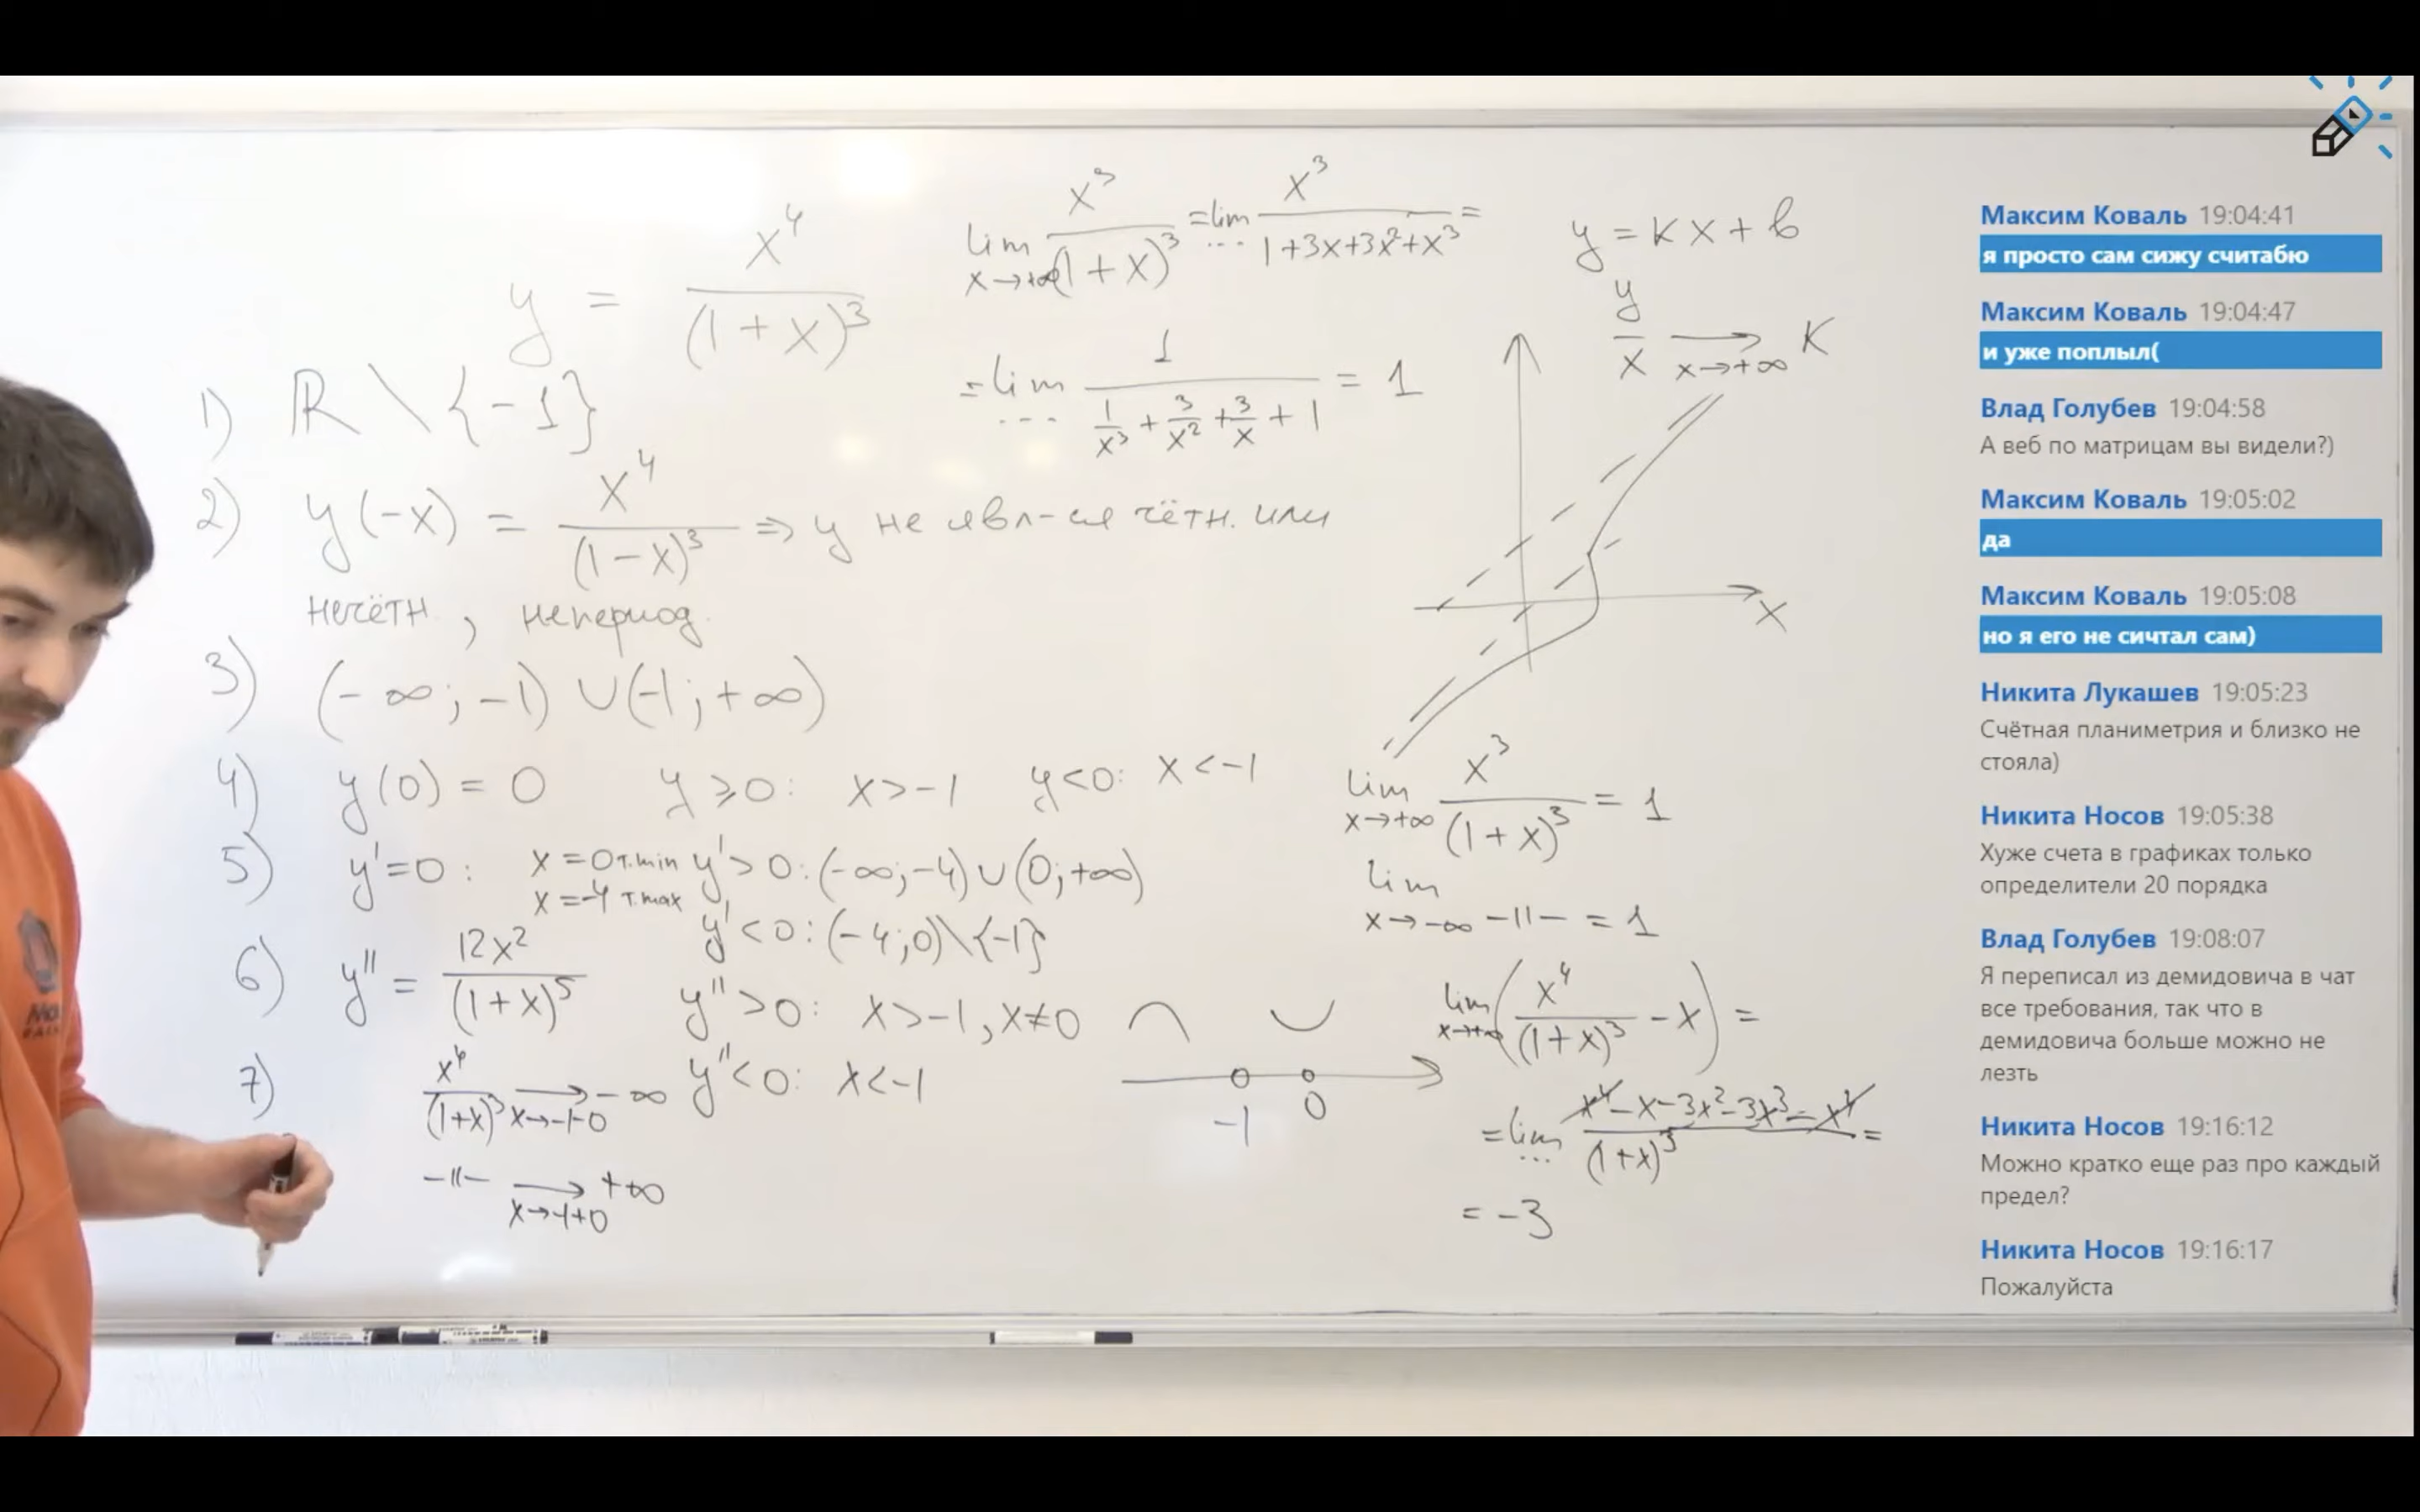 y = x⁴/(1+x)³
1) ℝ \ {-1}
2) y(-x) = x⁴/(1-x)³ ⇒ y не явл-ся чётн. или
нечётн., непериод.
3) (-∞; -1) ∪ (-1; +∞)
4) y(0) = 0 y ⩾ 0: x > -1 y < 0: x < -1
5) y' = 0: x = 0 т. min y' > 0: (-∞; -4) ∪ (0; +∞)
x = -4 т. max y' < 0: (-4; 0) \ {-1}
6) y'' = 12x²/(1+x)⁵ y'' > 0: x > -1, x ≠ 0
y'' < 0: x < -1
-1 0
7) x⁴/(1+x)³ → -∞ x→-1-0
-||- → +∞ x→-1+0
lim x→+∞ x³/(1+x)³ = lim ... x³/(1+3x+3x²+x³) =
= lim ... 1/(1/x³ + 3/x² + 3/x + 1) = 1
y = kx + b
y/x → k x→+∞
x
lim x→+∞ x³/(1+x)³ = 1
lim x→-∞ -||- = 1
lim x→+∞ (x⁴/(1+x)³ - x) =
= lim ... (x⁴ - x - 3x² - 3x³ - x⁴)/(1+x)³ =
= -3
Максим Коваль 19:04:41
я просто сам сижу считабю
Максим Коваль 19:04:47
и уже поплыл(
Влад Голубев 19:04:58
А веб по матрицам вы видели?)
Максим Коваль 19:05:02
да
Максим Коваль 19:05:08
но я его не сичтал сам)
Никита Лукашев 19:05:23
Счётная планиметрия и близко не
стояла)
Никита Носов 19:05:38
Хуже счета в графиках только
определители 20 порядка
Влад Голубев 19:08:07
Я переписал из демидовича в чат
все требования, так что в
демидовича больше можно не
лезть
Никита Носов 19:16:12
Можно кратко еще раз про каждый
предел?
Никита Носов 19:16:17
Пожалуйста